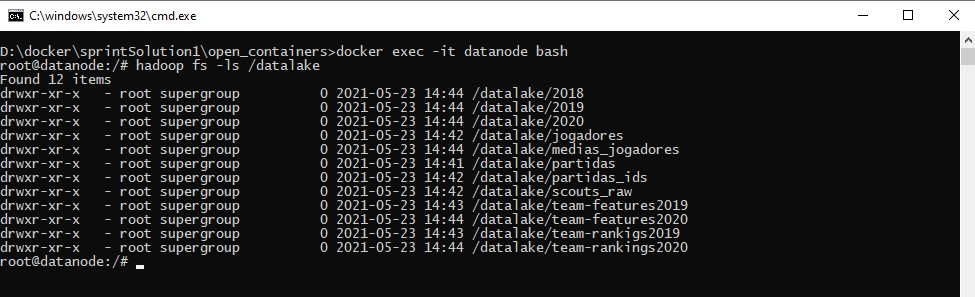 C:\windows\system32\cmd.exe
D:\docker\sprintSolution1\open_containers>docker exec -it datanode bash
root@datanode:/# hadoop fs -ls /datalake
Found 12 items
drwxr-xr-x   - root supergroup          0 2021-05-23 14:44 /datalake/2018
drwxr-xr-x   - root supergroup          0 2021-05-23 14:44 /datalake/2019
drwxr-xr-x   - root supergroup          0 2021-05-23 14:44 /datalake/2020
drwxr-xr-x   - root supergroup          0 2021-05-23 14:42 /datalake/jogadores
drwxr-xr-x   - root supergroup          0 2021-05-23 14:44 /datalake/medias_jogadores
drwxr-xr-x   - root supergroup          0 2021-05-23 14:41 /datalake/partidas
drwxr-xr-x   - root supergroup          0 2021-05-23 14:42 /datalake/partidas_ids
drwxr-xr-x   - root supergroup          0 2021-05-23 14:42 /datalake/scouts_raw
drwxr-xr-x   - root supergroup          0 2021-05-23 14:43 /datalake/team-features2019
drwxr-xr-x   - root supergroup          0 2021-05-23 14:44 /datalake/team-features2020
drwxr-xr-x   - root supergroup          0 2021-05-23 14:43 /datalake/team-rankigs2019
drwxr-xr-x   - root supergroup          0 2021-05-23 14:44 /datalake/team-rankings2020
root@datanode:/#